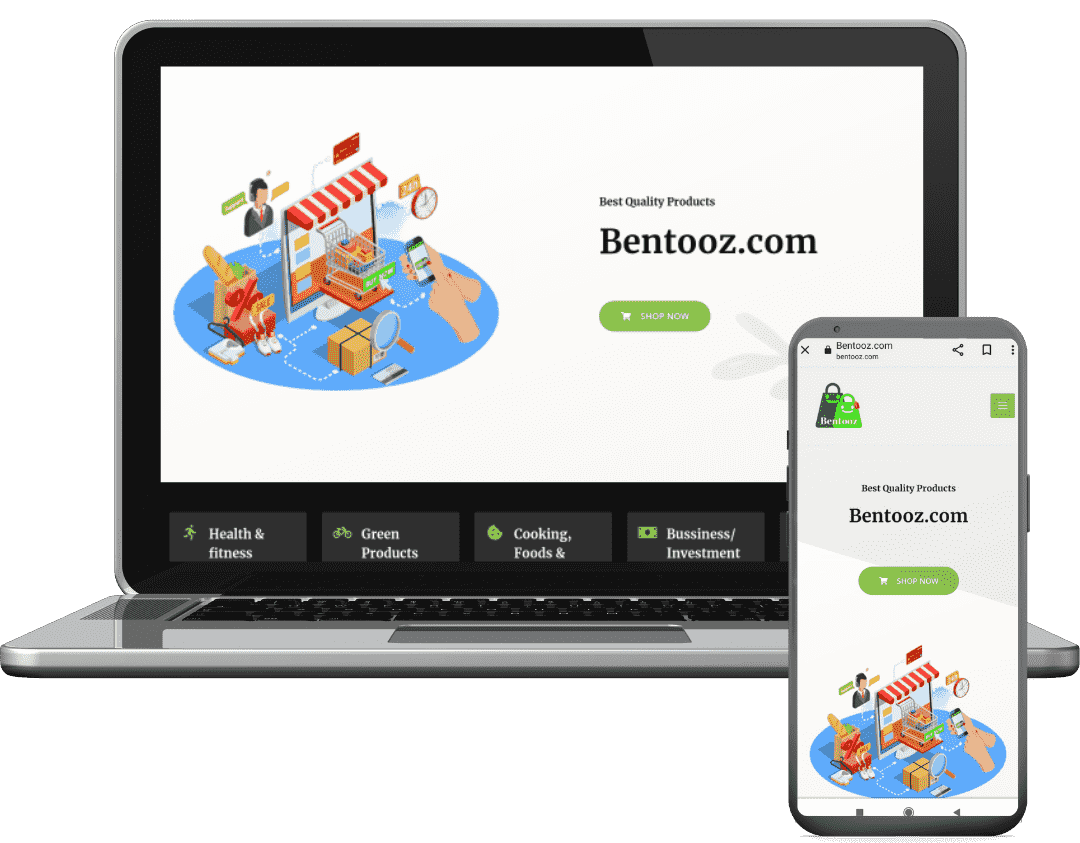 Best Quality Products
Bentooz.com
SHOP NOW
Health &
fitness
Green
Products
Cooking,
Foods &
Bussiness/
Investment
SALE
Bentooz.com
bentooz.com
Bentooz
Best Quality Products
Bentooz.com
SHOP NOW